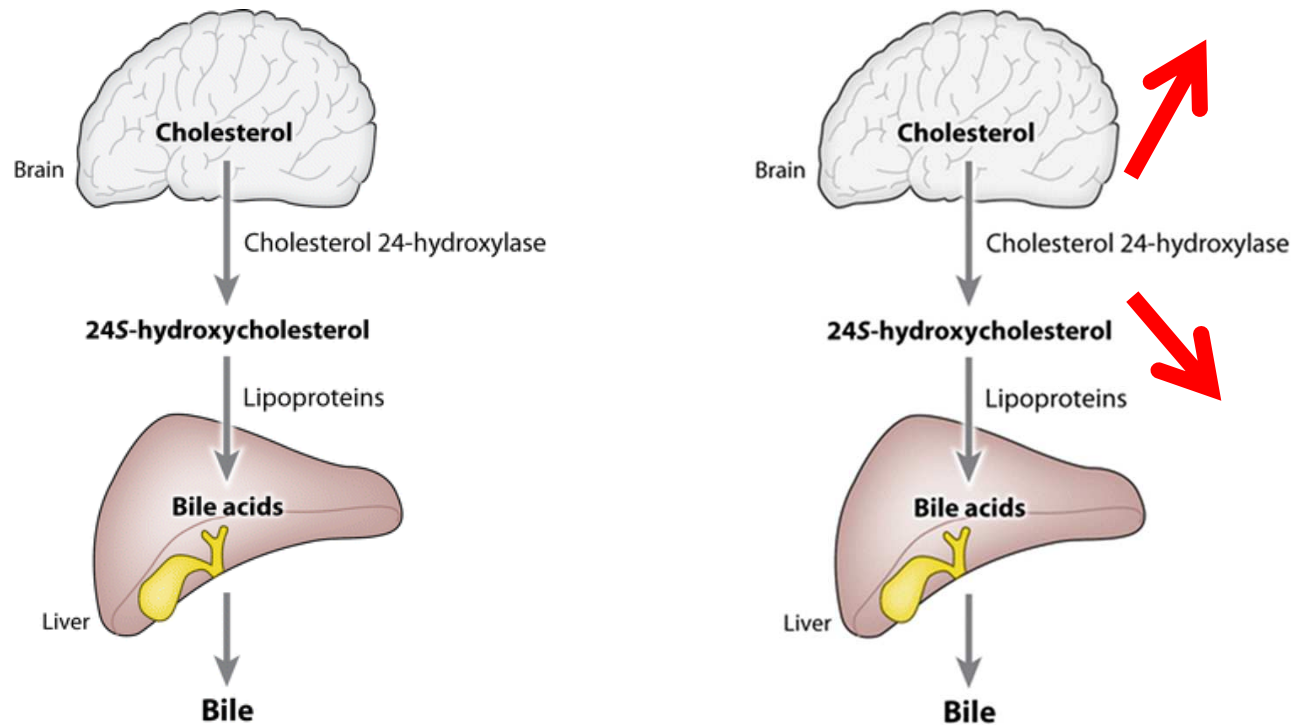 Cholesterol
Brain
Cholesterol 24-hydroxylase
24S-hydroxycholesterol
Lipoproteins
Bile acids
Liver
Bile
Cholesterol
Brain
Cholesterol 24-hydroxylase
24S-hydroxycholesterol
Lipoproteins
Bile acids
Liver
Bile